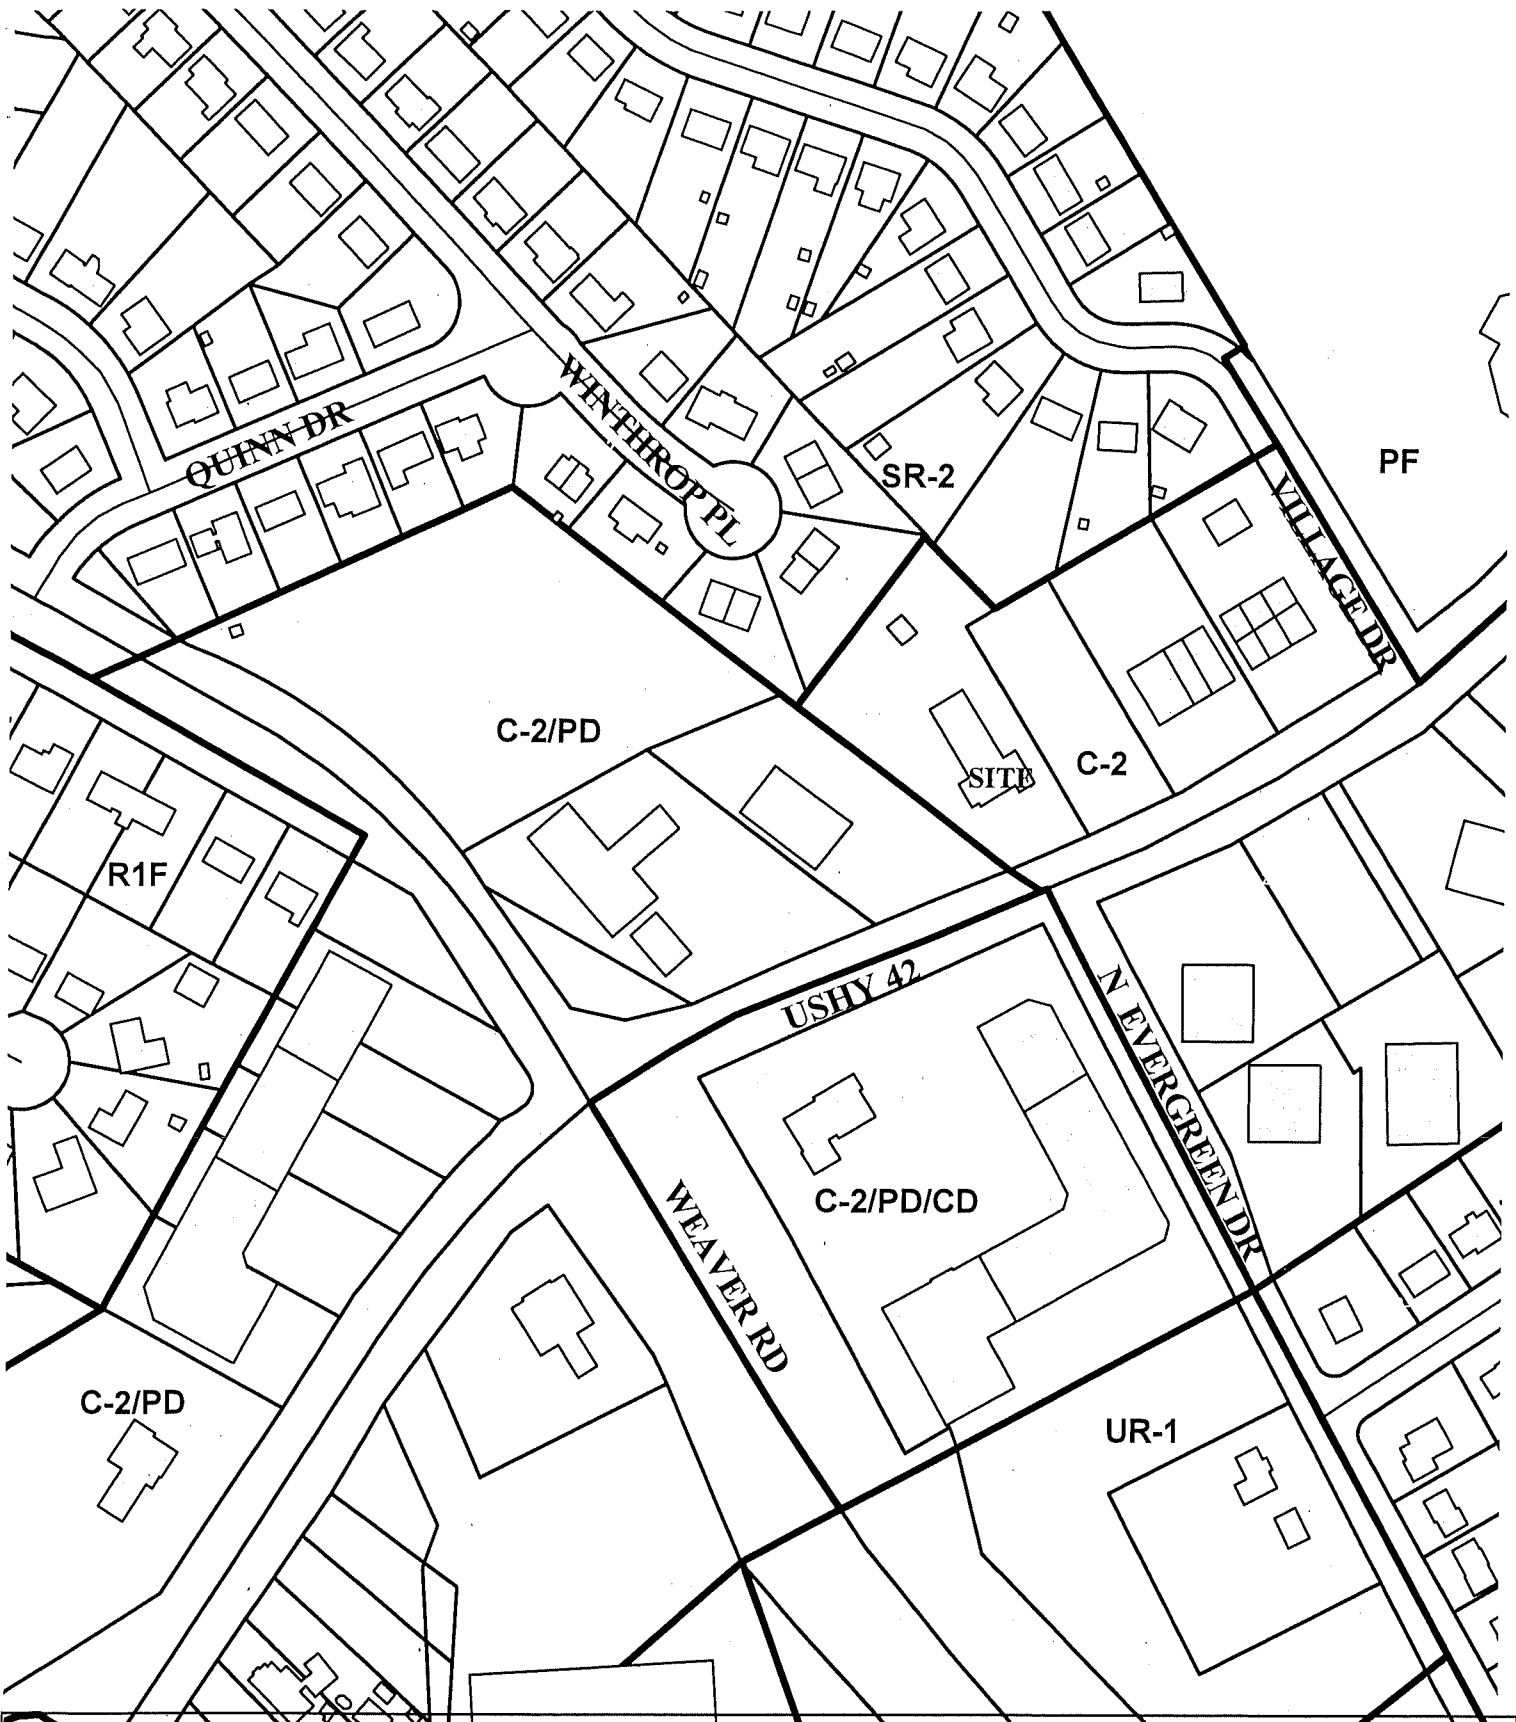 QUINN DR
WINTHROP PL
SR-2
PF
VILLAGE DR
C-2/PD
SITE
C-2
R1F
USHY 42
N EVERGREEN DR
C-2/PD/CD
WEAVER RD
C-2/PD
UR-1